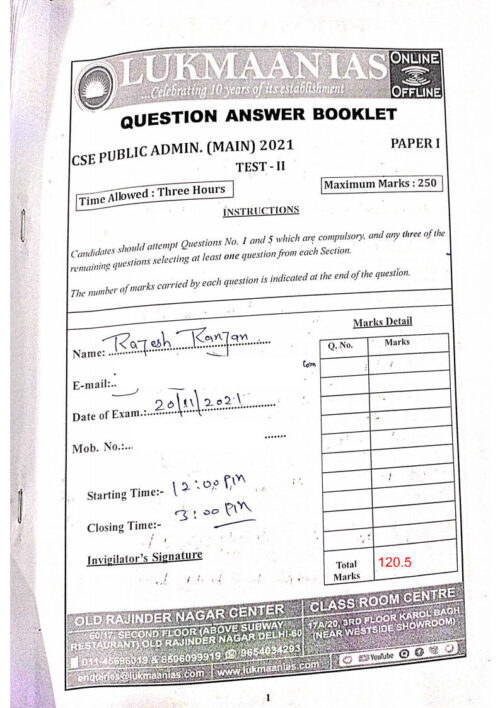 LUKMAANIAS
...Celebrating 10 years of its establishment
ONLINE
OFFLINE
QUESTION ANSWER BOOKLET
CSE PUBLIC ADMIN. (MAIN) 2021
PAPER I
TEST - II
Time Allowed : Three Hours
Maximum Marks : 250
INSTRUCTIONS
Candidates should attempt Questions No. 1 and 5 which are compulsory, and any three of the
remaining questions selecting at least one question from each Section.
The number of marks carried by each question is indicated at the end of the question.
Marks Detail
Q. No.
Marks
Name: Rajesh Ranjan
E-mail:..
com
Date of Exam.: 20/11/2021
Mob. No.:...
Starting Time:- 12:00 PM
Closing Time:- 3:00 PM
Invigilator's Signature
Total
Marks
120.5
OLD RAJINDER NAGAR CENTER
60/17, SECOND FLOOR (ABOVE SUBWAY
RESTAURANT) OLD RAJINDER NAGAR DELHI-60
011-45696019 & 8506099919 9654034293
enquiries@lukmaanias.com www.lukmaanias.com
CLASS ROOM CENTRE
17A/20, 3RD FLOOR KAROL BAGH
(NEAR WESTSIDE SHOWROOM)
YouTube
1